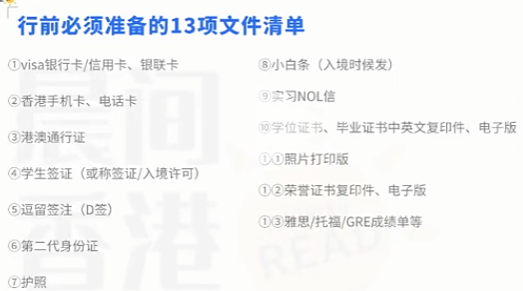 行前必须准备的13项文件清单
①visa银行卡/信用卡、银联卡
②香港手机卡、电话卡
③港澳通行证
④学生签证（或称签证/入境许可）
⑤逗留签注（D签）
⑥第二代身份证
⑦护照
⑧小白条（入境时候发）
⑨实习NOL信
⑩学位证书、毕业证书中英文复印件、电子版
①①照片打印版
①②荣誉证书复印件、电子版
①③雅思/托福/GRE成绩单等
晨间
香港
READ